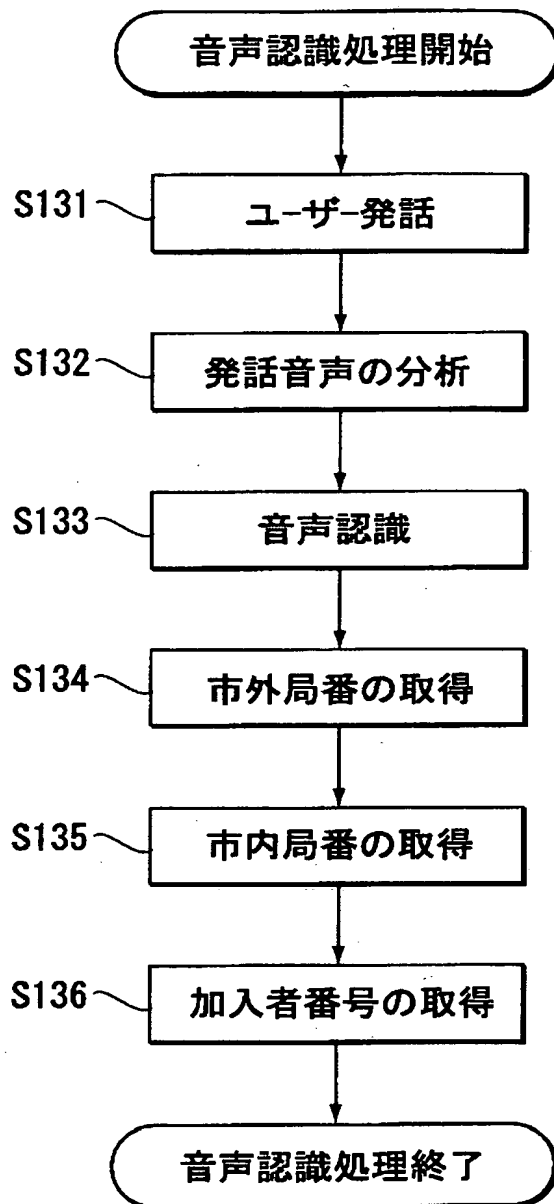 音声認識処理開始
S131
ユーザー発話
S132
発話音声の分析
S133
音声認識
S134
市外局番の取得
S135
市内局番の取得
S136
加入者番号の取得
音声認識処理終了